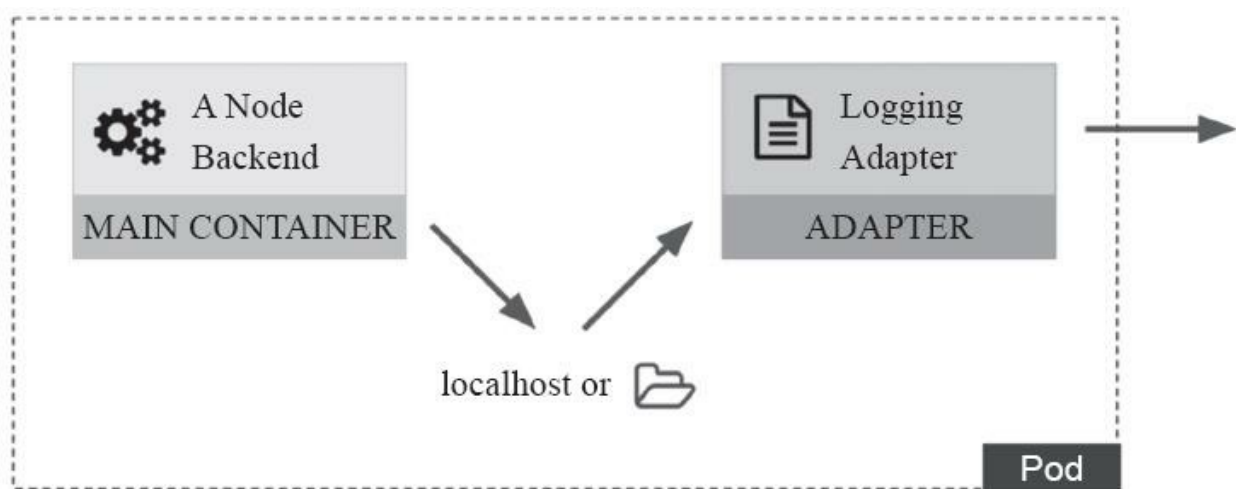 A Node
Backend
MAIN CONTAINER
Logging
Adapter
ADAPTER
localhost or
Pod